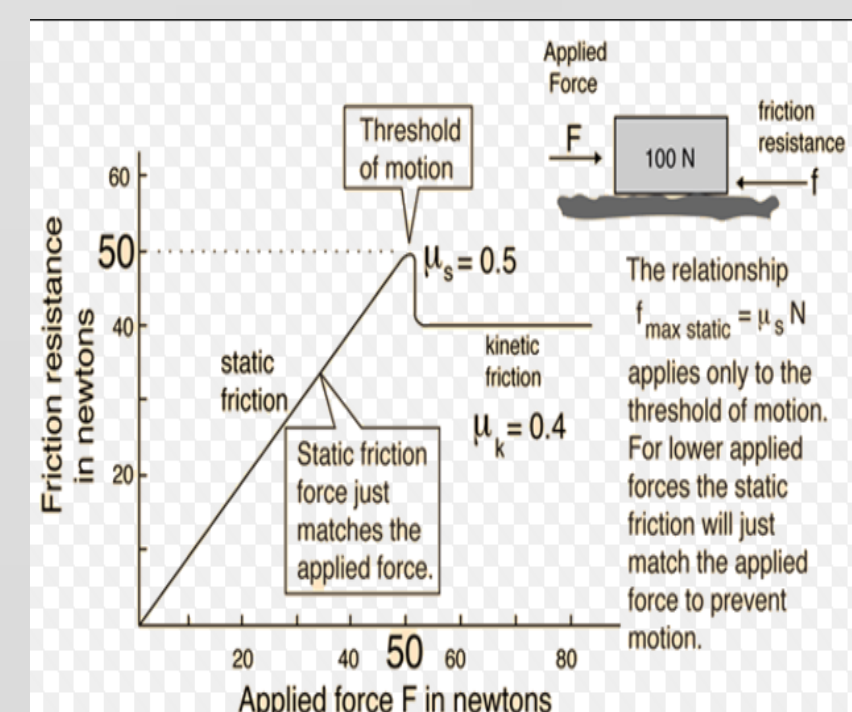 Applied
Force
F
100 N
friction
resistance
f
Threshold
of motion
60
50
40
20
Friction resistance
in newtons
μs = 0.5
static
friction
kinetic
friction
μk = 0.4
Static friction
force just
matches the
applied force.
The relationship
f max static = μs N
applies only to the
threshold of motion.
For lower applied
forces the static
friction will just
match the applied
force to prevent
motion.
20 40 50 60 80
Applied force F in newtons